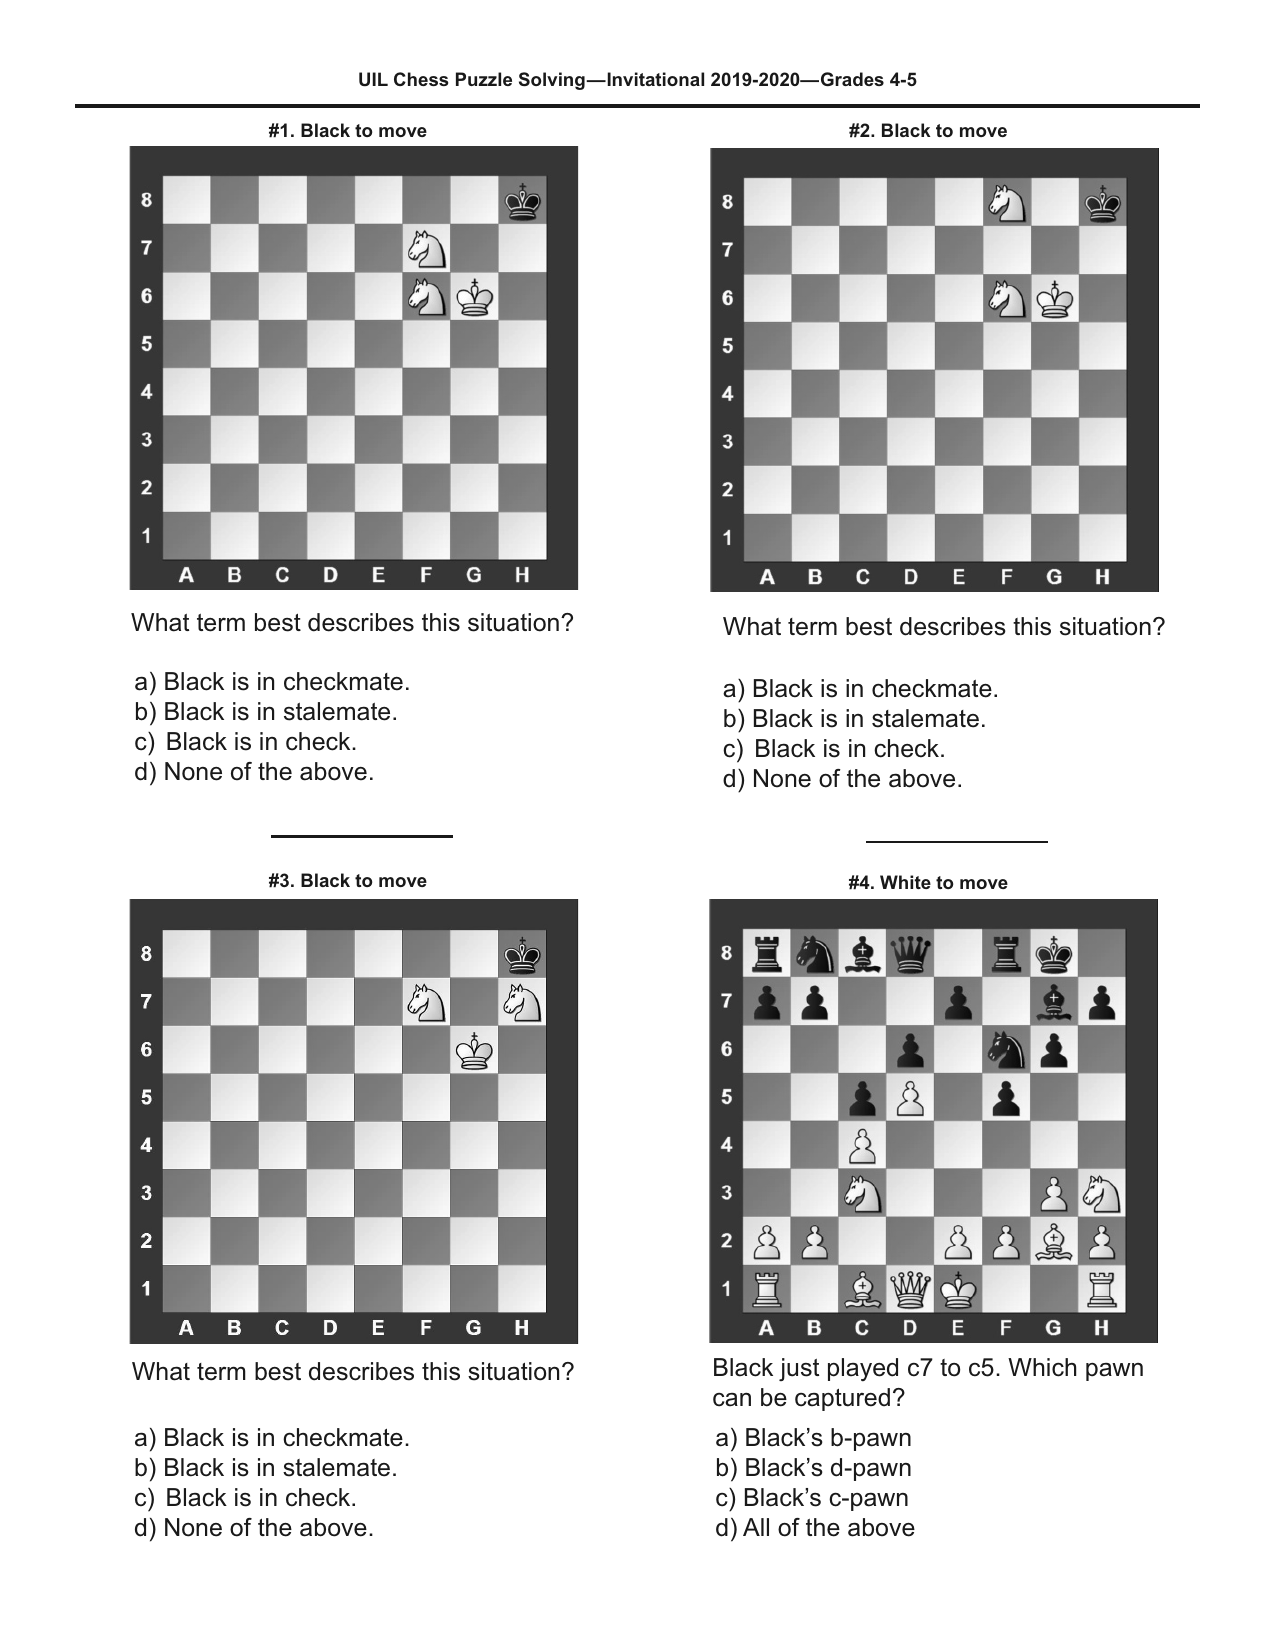 UIL Chess Puzzle Solving—Invitational 2019-2020—Grades 4-5
#1. Black to move
8
7
6
5
4
3
2
1
A B C D E F G H
What term best describes this situation?
a) Black is in checkmate.
b) Black is in stalemate.
c) Black is in check.
d) None of the above.
#2. Black to move
8
7
6
5
4
3
2
1
A B C D E F G H
What term best describes this situation?
a) Black is in checkmate.
b) Black is in stalemate.
c) Black is in check.
d) None of the above.
#3. Black to move
8
7
6
5
4
3
2
1
A B C D E F G H
What term best describes this situation?
a) Black is in checkmate.
b) Black is in stalemate.
c) Black is in check.
d) None of the above.
#4. White to move
8
7
6
5
4
3
2
1
A B C D E F G H
Black just played c7 to c5. Which pawn
can be captured?
a) Black’s b-pawn
b) Black’s d-pawn
c) Black’s c-pawn
d) All of the above